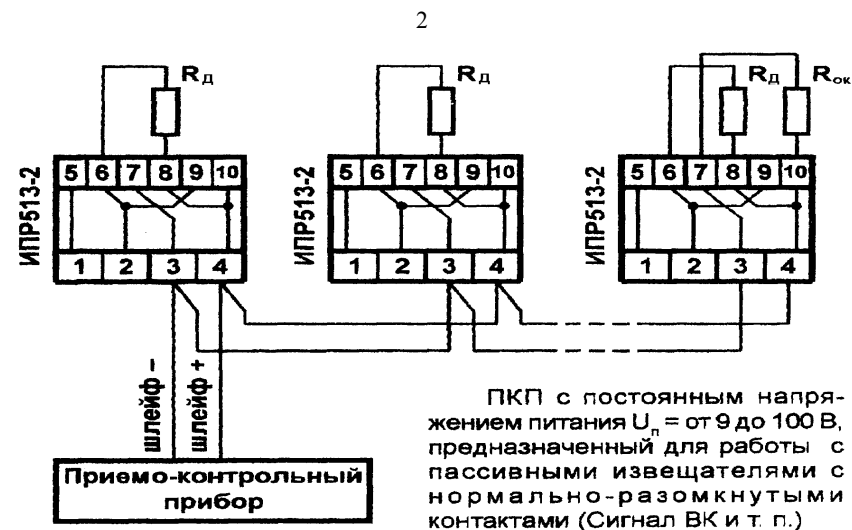 2
Rд
Rд
Rд
Rок
5 6 7 8 9 10
5 6 7 8 9 10
5 6 7 8 9 10
ИПР513-2
ИПР513-2
ИПР513-2
1 2 3 4
1 2 3 4
1 2 3 4
шлейф –
шлейф +
Приемо-контрольный
прибор
ПКП с постоянным напря-
жением питания Uп = от 9 до 100 В,
предназначенный для работы с
пассивными извещателями с
нормально-разомкнутыми
контактами (Сигнал ВК и т. п.)